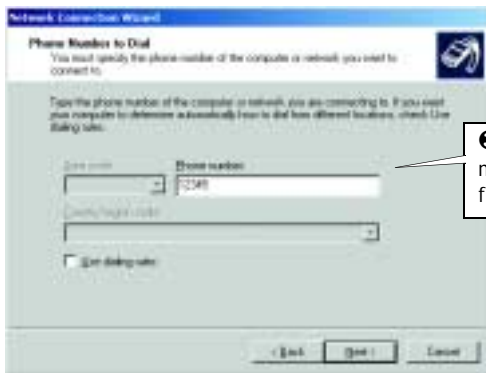 Network Connection Wizard
Phone Number to Dial
You must specify the phone number of the computer or network you want to
connect to.
Type the phone number of the computer or network you are connecting to. If you want
your computer to determine automatically how to dial from different locations, check Use
dialing rules.
Area code:
Phone number:
Country/region code:
Use dialing rules
< Back
Next >
Cancel